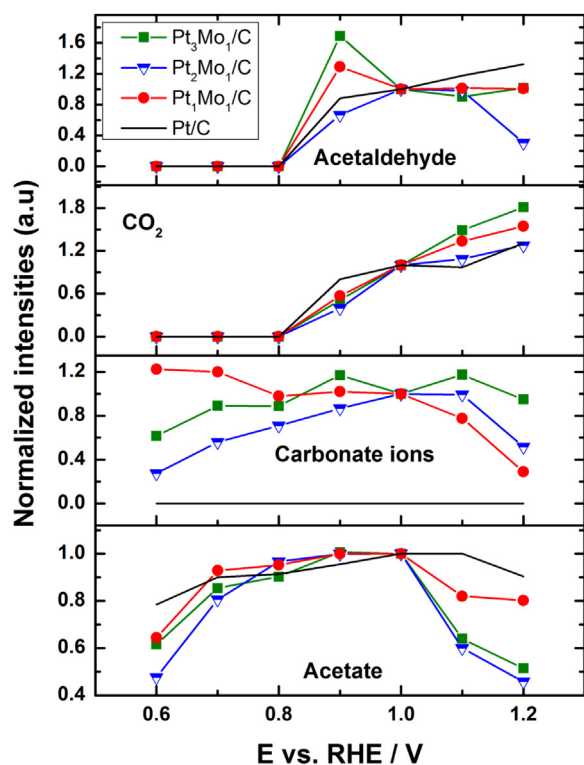 Normalized intensities (a.u)
Pt₃Mo₁/C
Pt₂Mo₁/C
Pt₁Mo₁/C
Pt/C
1.6
1.2
0.8
0.4
0.0
Acetaldehyde
CO₂
1.8
1.2
0.6
0.0
1.2
0.8
0.4
0.0
Carbonate ions
1.0
0.8
0.6
0.4
Acetate
0.6 0.8 1.0 1.2
E vs. RHE / V